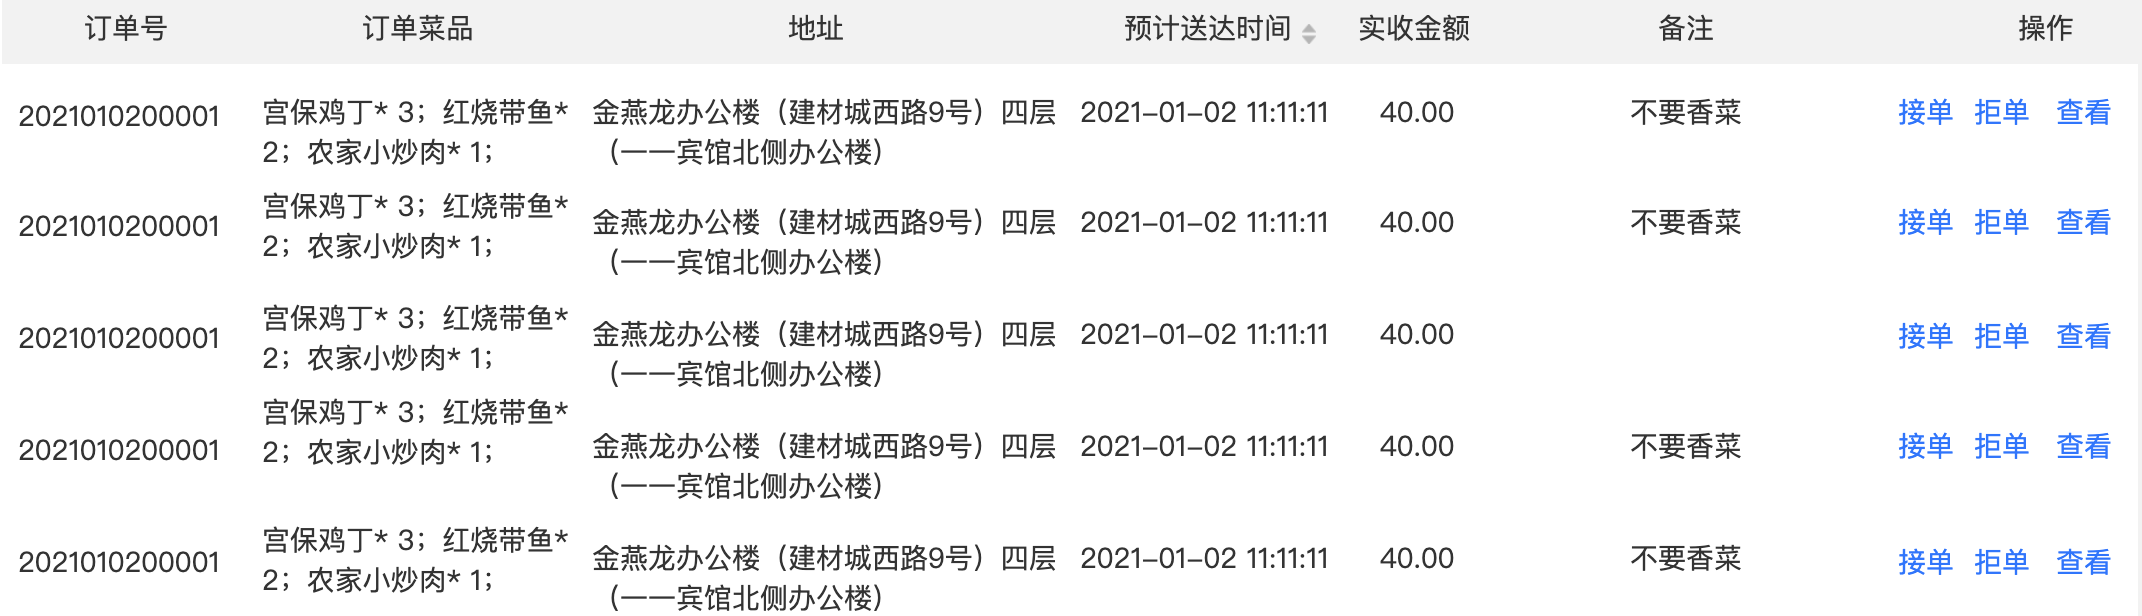 订单号 订单菜品 地址 预计送达时间 实收金额 备注 操作
2021010200001 宫保鸡丁* 3；红烧带鱼* 金燕龙办公楼（建材城西路9号）四层 2021-01-02 11:11:11 40.00 不要香菜 接单 拒单 查看
2；农家小炒肉* 1； （一一宾馆北侧办公楼）
2021010200001 宫保鸡丁* 3；红烧带鱼* 金燕龙办公楼（建材城西路9号）四层 2021-01-02 11:11:11 40.00 不要香菜 接单 拒单 查看
2；农家小炒肉* 1； （一一宾馆北侧办公楼）
2021010200001 宫保鸡丁* 3；红烧带鱼* 金燕龙办公楼（建材城西路9号）四层 2021-01-02 11:11:11 40.00 接单 拒单 查看
2；农家小炒肉* 1； （一一宾馆北侧办公楼）
2021010200001 宫保鸡丁* 3；红烧带鱼* 金燕龙办公楼（建材城西路9号）四层 2021-01-02 11:11:11 40.00 不要香菜 接单 拒单 查看
2；农家小炒肉* 1； （一一宾馆北侧办公楼）
2021010200001 宫保鸡丁* 3；红烧带鱼* 金燕龙办公楼（建材城西路9号）四层 2021-01-02 11:11:11 40.00 不要香菜 接单 拒单 查看
2；农家小炒肉* 1； （一一宾馆北侧办公楼）